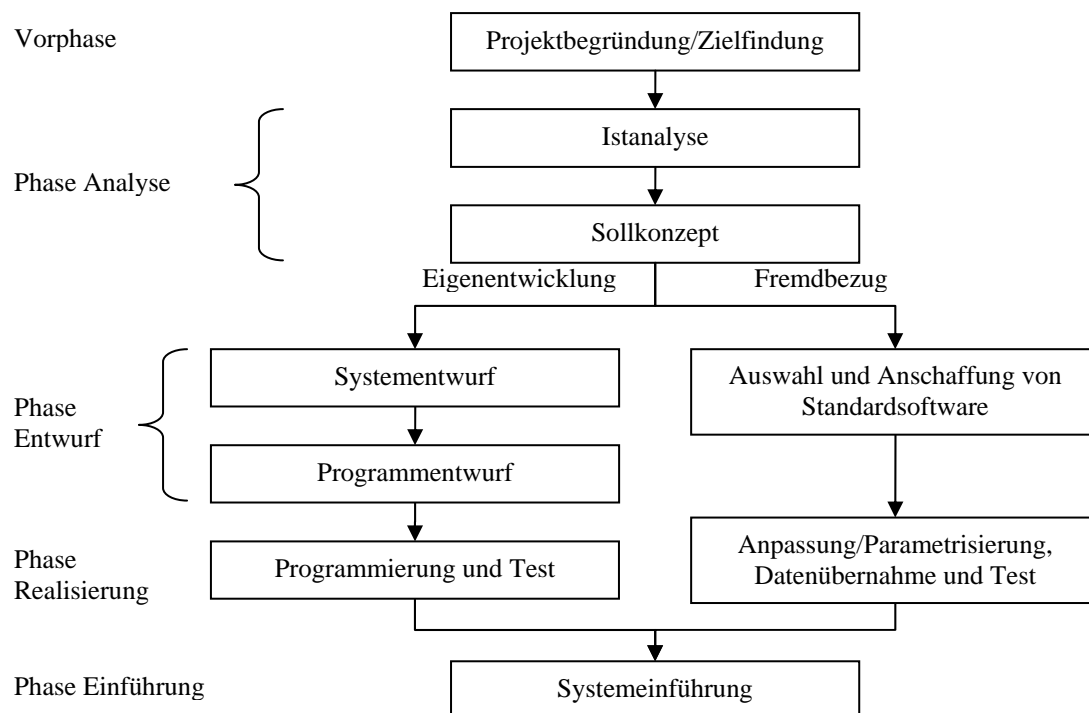 Vorphase
Projektbegründung/Zielfindung
Istanalyse
Phase Analyse
Sollkonzept
Eigenentwicklung
Fremdbezug
Phase
Entwurf
Systementwurf
Auswahl und Anschaffung von
Standardsoftware
Programmentwurf
Phase
Realisierung
Programmierung und Test
Anpassung/Parametrisierung,
Datenübernahme und Test
Phase Einführung
Systemeinführung